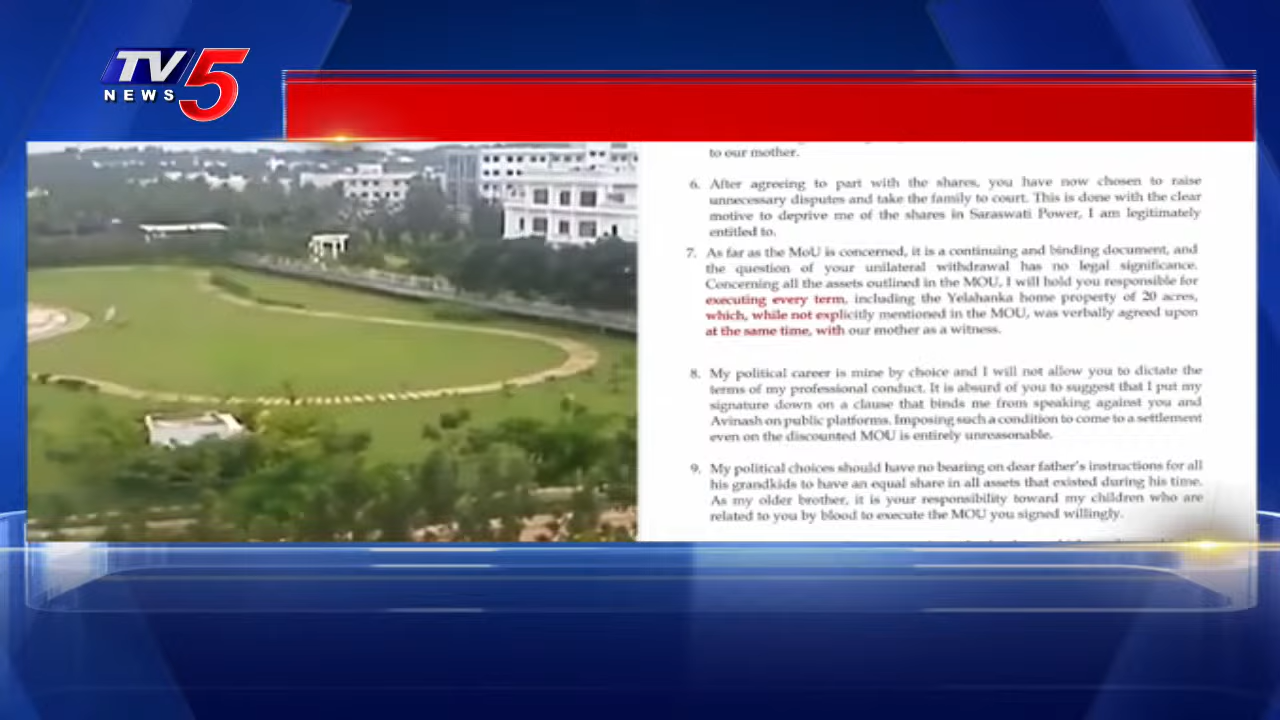 TV5
NEWS
to our mother.
6. After agreeing to part with the shares, you have now chosen to raise
unnecessary disputes and take the family to court. This is done with the clear
motive to deprive me of the shares in Saraswati Power, I am legitimately
entitled to.
7. As far as the MoU is concerned, it is a continuing and binding document, and
the question of your unilateral withdrawal has no legal significance.
Concerning all the assets outlined in the MOU, I will hold you responsible for
executing every term, including the Yelahanka home property of 20 acres,
which, while not explicitly mentioned in the MOU, was verbally agreed upon
at the same time, with our mother as a witness.
8. My political career is mine by choice and I will not allow you to dictate the
terms of my professional conduct. It is absurd of you to suggest that I put my
signature down on a clause that binds me from speaking against you and
Avinash on public platforms. Imposing such a condition to come to a settlement
even on the discounted MOU is entirely unreasonable.
9. My political choices should have no bearing on dear father's instructions for all
his grandkids to have an equal share in all assets that existed during his time.
As my older brother, it is your responsibility toward my children who are
related to you by blood to execute the MOU you signed willingly.